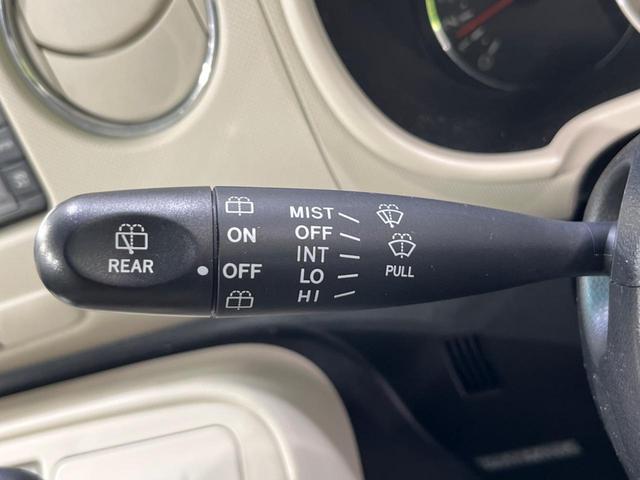 REAR
ON
OFF
MIST
OFF
INT
LO
HI
PULL